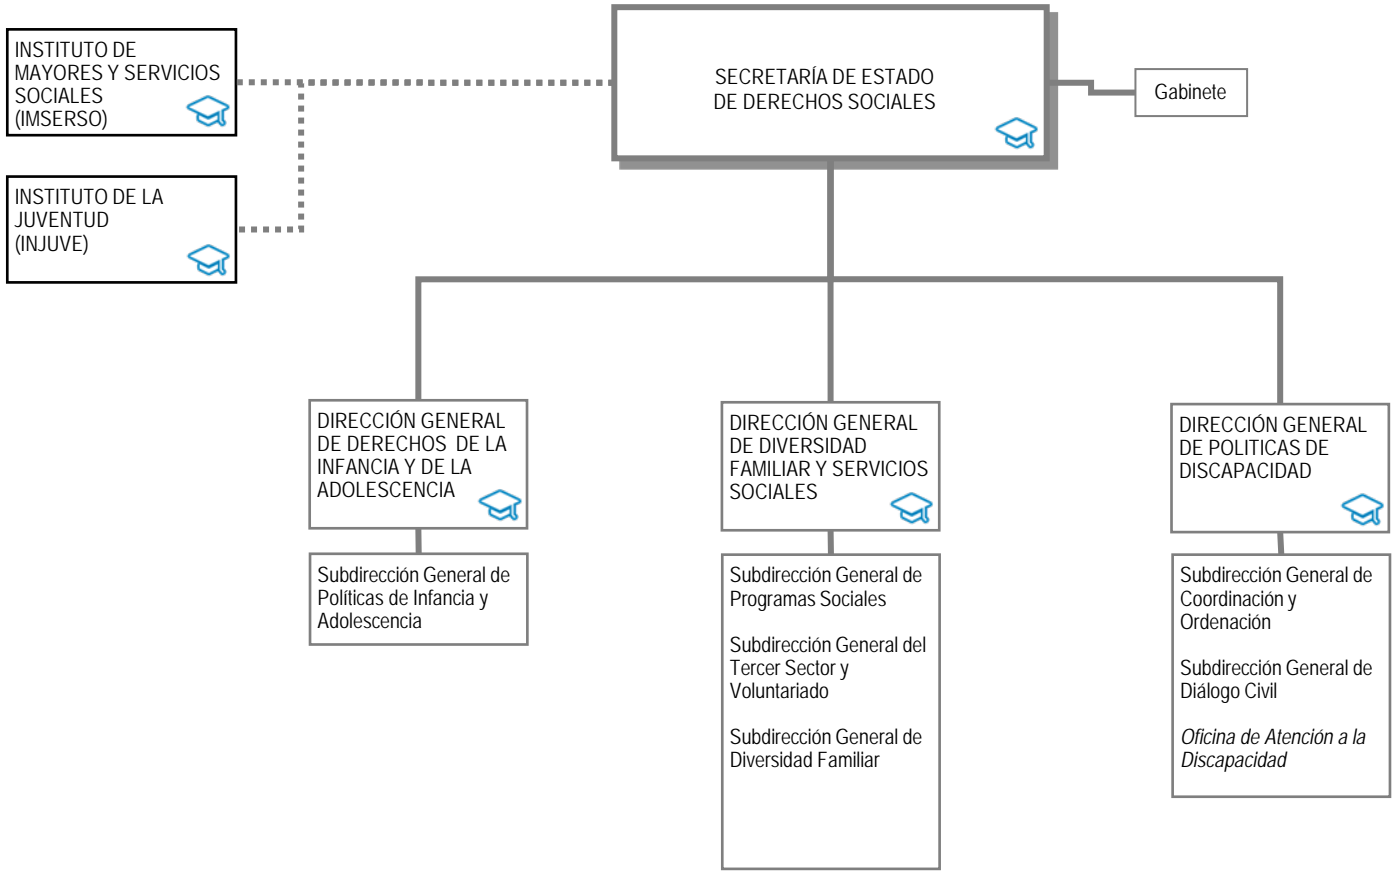 INSTITUTO DE
MAYORES Y SERVICIOS
SOCIALES
(IMSERSO)
SECRETARÍA DE ESTADO
DE DERECHOS SOCIALES
Gabinete
INSTITUTO DE LA
JUVENTUD
(INJUVE)
DIRECCIÓN GENERAL
DE DERECHOS DE LA
INFANCIA Y DE LA
ADOLESCENCIA
Subdirección General de
Políticas de Infancia y
Adolescencia
DIRECCIÓN GENERAL
DE DIVERSIDAD
FAMILIAR Y SERVICIOS
SOCIALES
Subdirección General de
Programas Sociales
Subdirección General del
Tercer Sector y
Voluntariado
Subdirección General de
Diversidad Familiar
DIRECCIÓN GENERAL
DE POLITICAS DE
DISCAPACIDAD
Subdirección General de
Coordinación y
Ordenación
Subdirección General de
Diálogo Civil
Oficina de Atención a la
Discapacidad